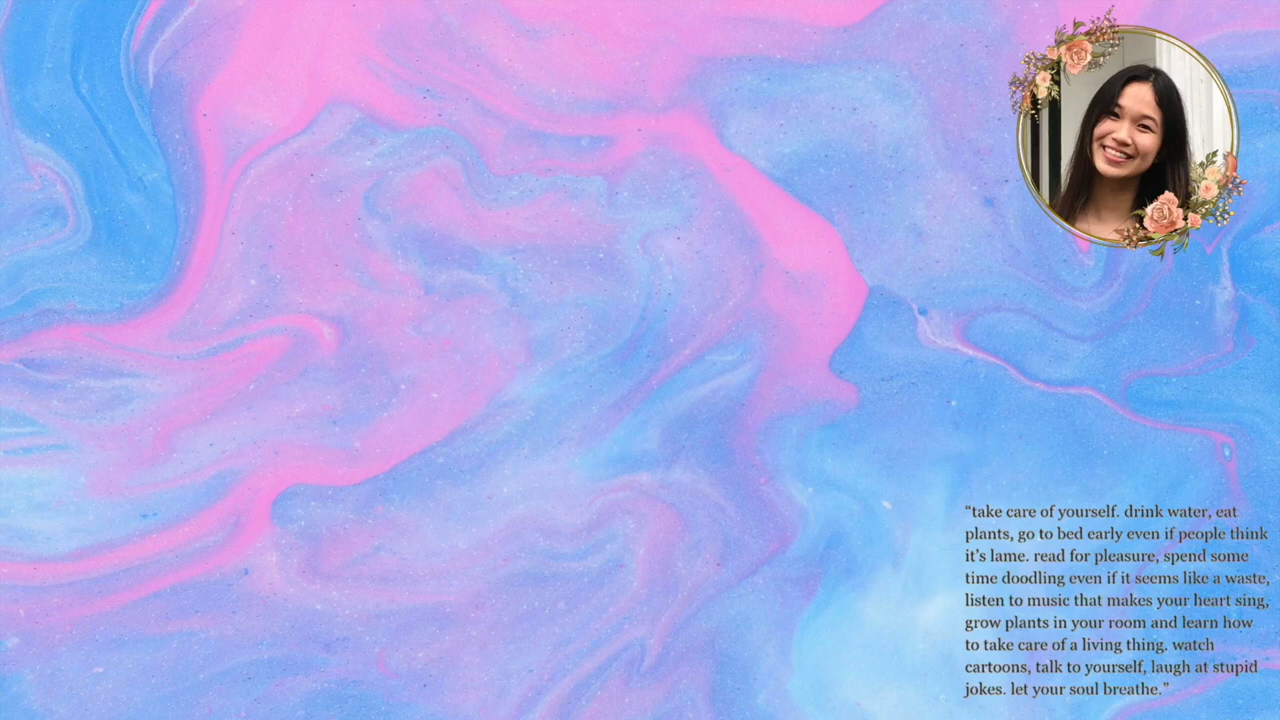 “take care of yourself. drink water, eat
plants, go to bed early even if people think
it’s lame. read for pleasure, spend some
time doodling even if it seems like a waste,
listen to music that makes your heart sing,
grow plants in your room and learn how
to take care of a living thing. watch
cartoons, talk to yourself, laugh at stupid
jokes. let your soul breathe.”